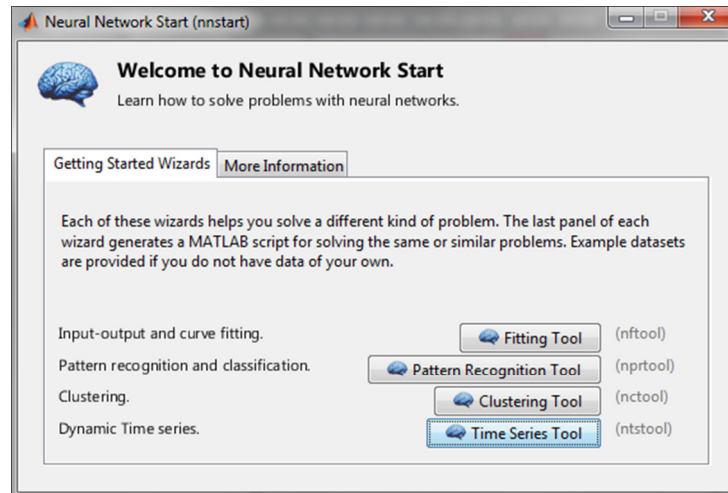 Neural Network Start (nnstart)
Welcome to Neural Network Start
Learn how to solve problems with neural networks.
Getting Started Wizards More Information
Each of these wizards helps you solve a different kind of problem. The last panel of each
wizard generates a MATLAB script for solving the same or similar problems. Example datasets
are provided if you do not have data of your own.
Input-output and curve fitting. Fitting Tool (nftool)
Pattern recognition and classification. Pattern Recognition Tool (nprtool)
Clustering. Clustering Tool (nctool)
Dynamic Time series. Time Series Tool (ntstool)